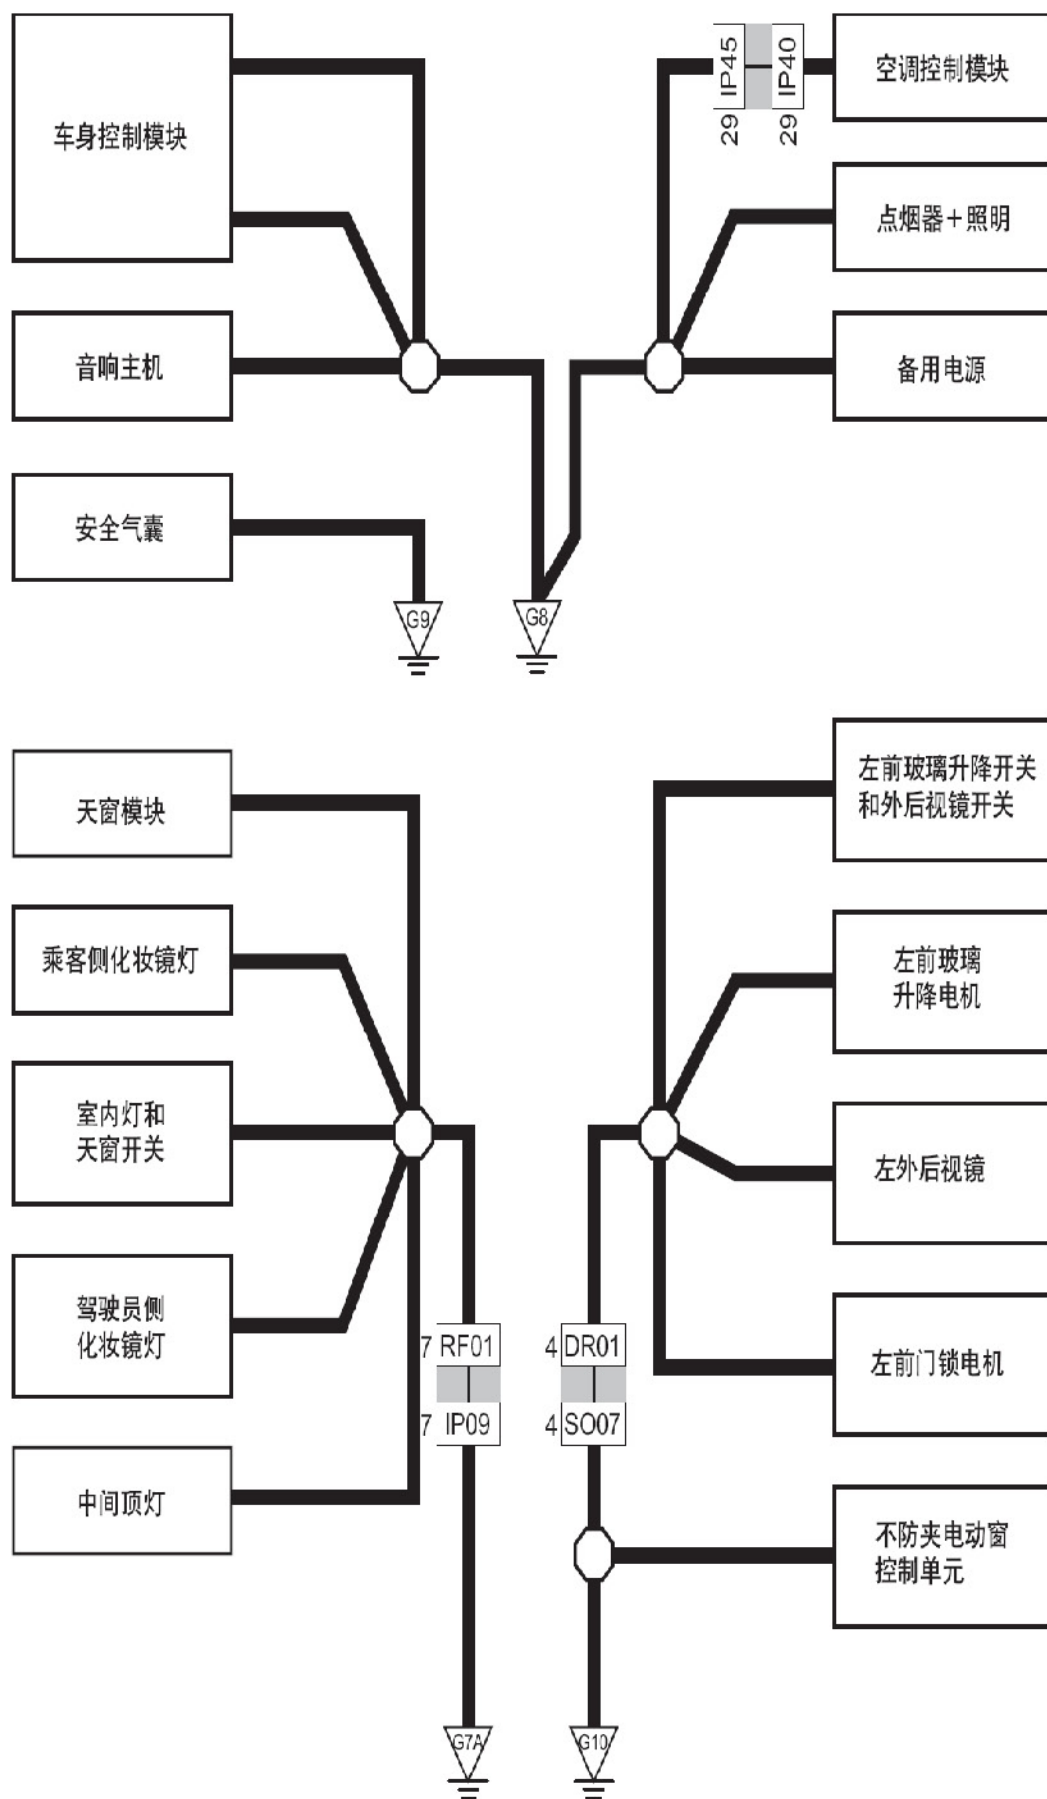 车身控制模块
IP45
IP40
29
29
空调控制模块
点烟器＋照明
音响主机
备用电源
安全气囊
G9
G8
天窗模块
左前玻璃升降开关
和外后视镜开关
乘客侧化妆镜灯
左前玻璃
升降电机
室内灯和
天窗开关
左外后视镜
驾驶员侧
化妆镜灯
7 RF01
4 DR01
左前门锁电机
7 IP09
4 SO07
中间顶灯
不防夹电动窗
控制单元
G7A
G10